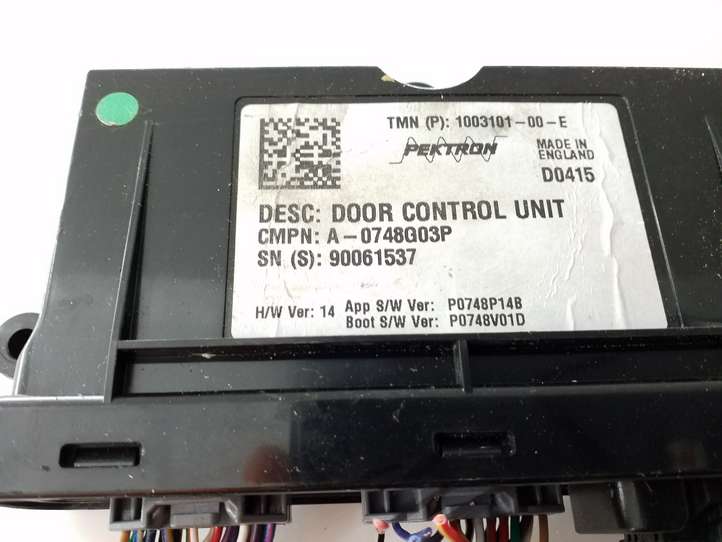 TMN (P): 1003101-00-E
PEKTRON
MADE IN
ENGLAND
D0415
DESC: DOOR CONTROL UNIT
CMPN: A-0748G03P
SN (S): 90061537
H/W Ver: 14 App S/W Ver: P0748P14B
Boot S/W Ver: P0748V01D